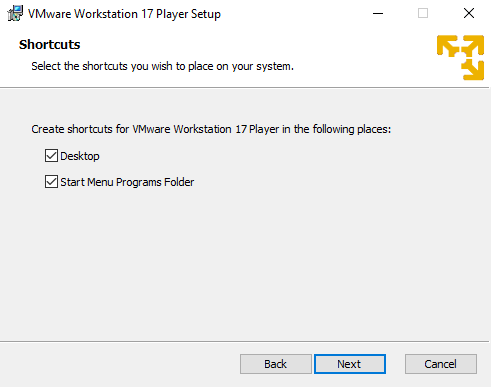 VMware Workstation 17 Player Setup
Shortcuts
Select the shortcuts you wish to place on your system.
Create shortcuts for VMware Workstation 17 Player in the following places:
Desktop
Start Menu Programs Folder
Back
Next
Cancel